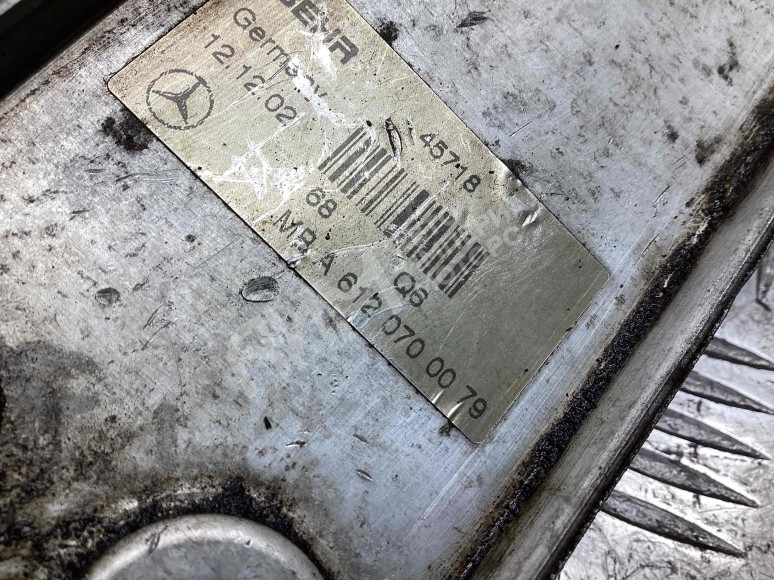 BEHR
Germany
12.12.02
45718
68
Q6
MB A 612 070 00 79